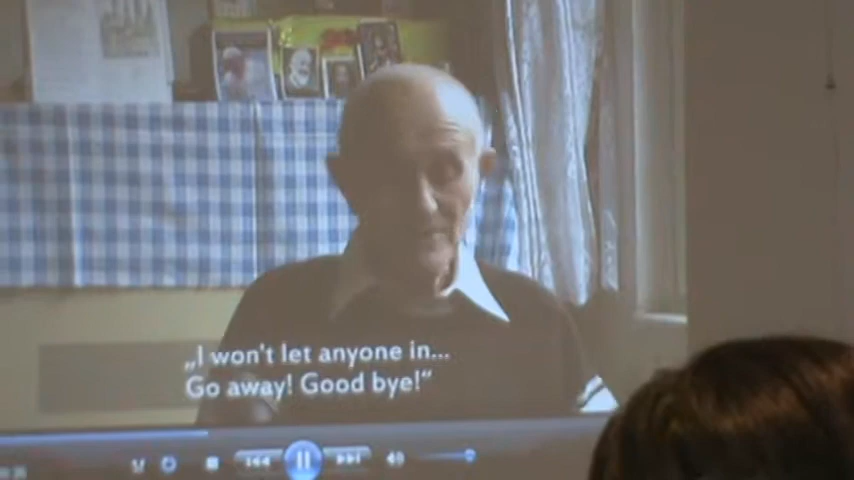 „I won't let anyone in...
Go away! Good bye!“